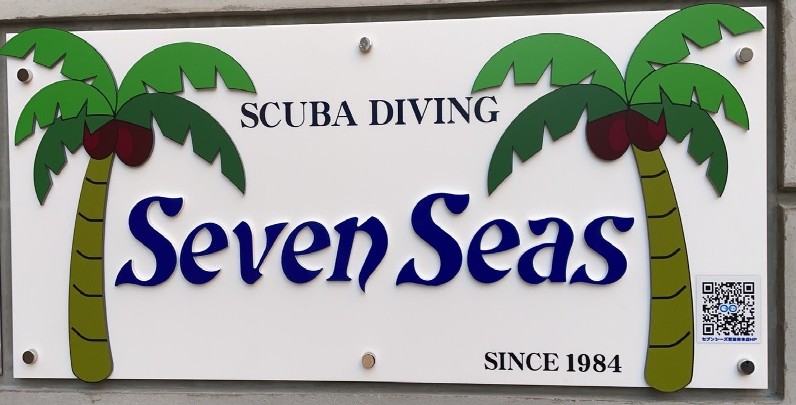 SCUBA DIVING
Seven Seas
SINCE 1984